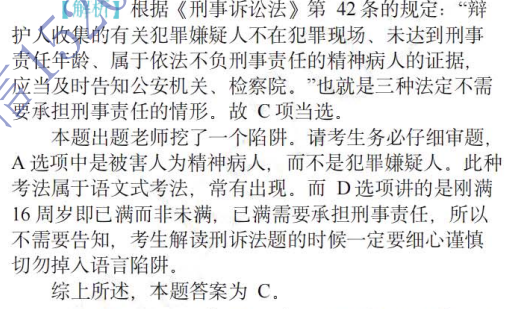 【解析】根据《刑事诉讼法》第 42 条的规定：“辩
护人收集的有关犯罪嫌疑人不在犯罪现场、未达到刑事
责任年龄、属于依法不负刑事责任的精神病人的证据，
应当及时告知公安机关、检察院。”也就是三种法定不需
要承担刑事责任的情形。故 C 项当选。
本题出题老师挖了一个陷阱。请考生务必仔细审题，
A 选项中是被害人为精神病人，而不是犯罪嫌疑人。此种
考法属于语文式考法，常有出现。而 D 选项讲的是刚满
16 周岁即已满而非未满，已满需要承担刑事责任，所以
不需要告知，考生解读刑诉法题的时候一定要细心谨慎
切勿掉入语言陷阱。
综上所述，本题答案为 C。